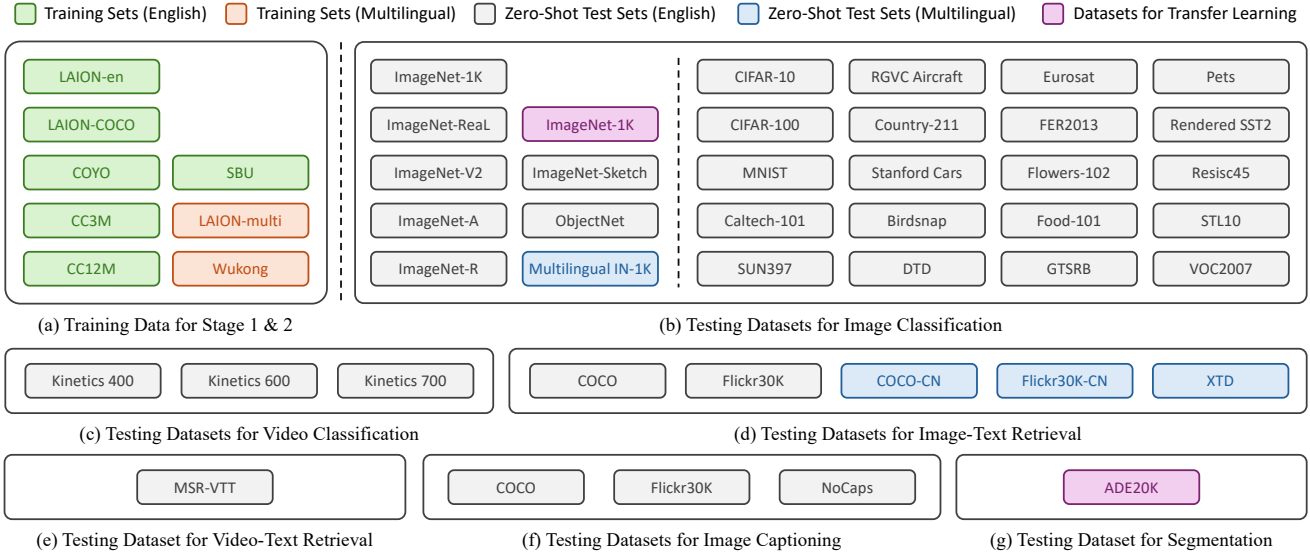 Training Sets (English) Training Sets (Multilingual) Zero-Shot Test Sets (English) Zero-Shot Test Sets (Multilingual) Datasets for Transfer Learning
LAION-en
LAION-COCO
COYO SBU
CC3M LAION-multi
CC12M Wukong
(a) Training Data for Stage 1 & 2
ImageNet-1K CIFAR-10 RGVC Aircraft Eurosat Pets
ImageNet-ReaL ImageNet-1K CIFAR-100 Country-211 FER2013 Rendered SST2
ImageNet-V2 ImageNet-Sketch MNIST Stanford Cars Flowers-102 Resisc45
ImageNet-A ObjectNet Caltech-101 Birdsnap Food-101 STL10
ImageNet-R Multilingual IN-1K SUN397 DTD GTSRB VOC2007
(b) Testing Datasets for Image Classification
Kinetics 400 Kinetics 600 Kinetics 700
(c) Testing Datasets for Video Classification
COCO Flickr30K COCO-CN Flickr30K-CN XTD
(d) Testing Datasets for Image-Text Retrieval
MSR-VTT
(e) Testing Dataset for Video-Text Retrieval
COCO Flickr30K NoCaps
(f) Testing Datasets for Image Captioning
ADE20K
(g) Testing Dataset for Segmentation